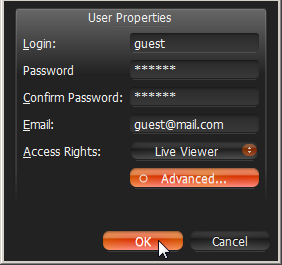 User Properties
Login: guest
Password ******
Confirm Password: ******
Email: guest@mail.com
Access Rights: Live Viewer
Advanced...
OK Cancel